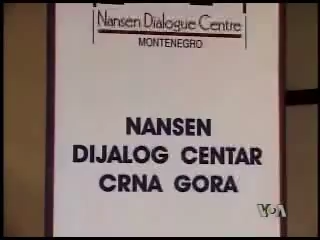 Nansen Dialogue Centre
MONTENEGRO
NANSEN
DIJALOG CENTAR
CRNA GORA
VOA